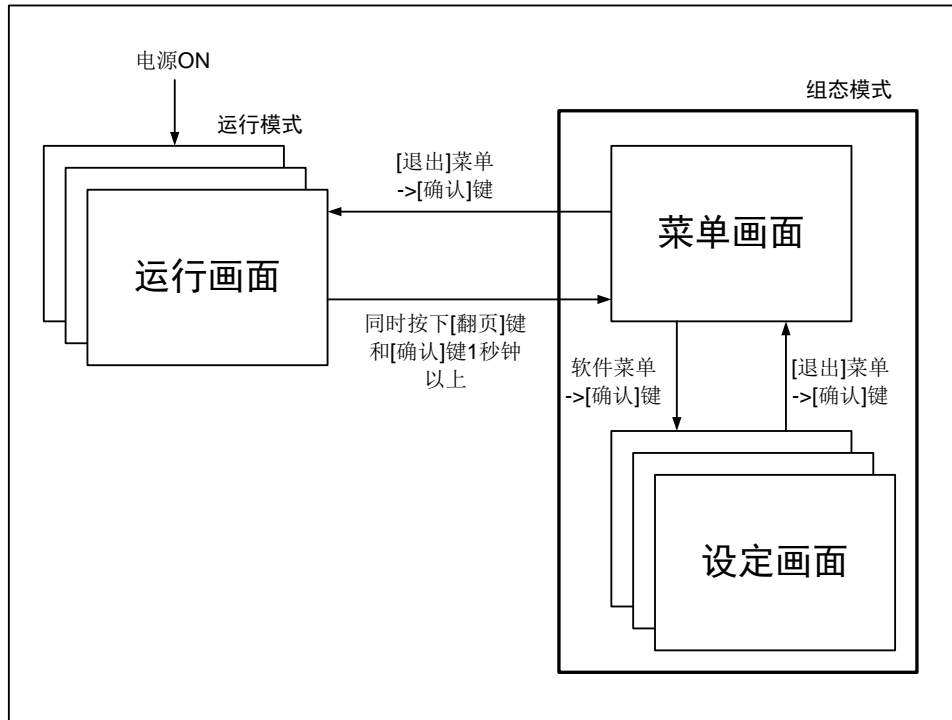 电源ON
运行模式
运行画面
[退出]菜单
->[确认]键
同时按下[翻页]键
和[确认]键1秒钟
以上
组态模式
菜单画面
软件菜单
->[确认]键
[退出]菜单
->[确认]键
设定画面